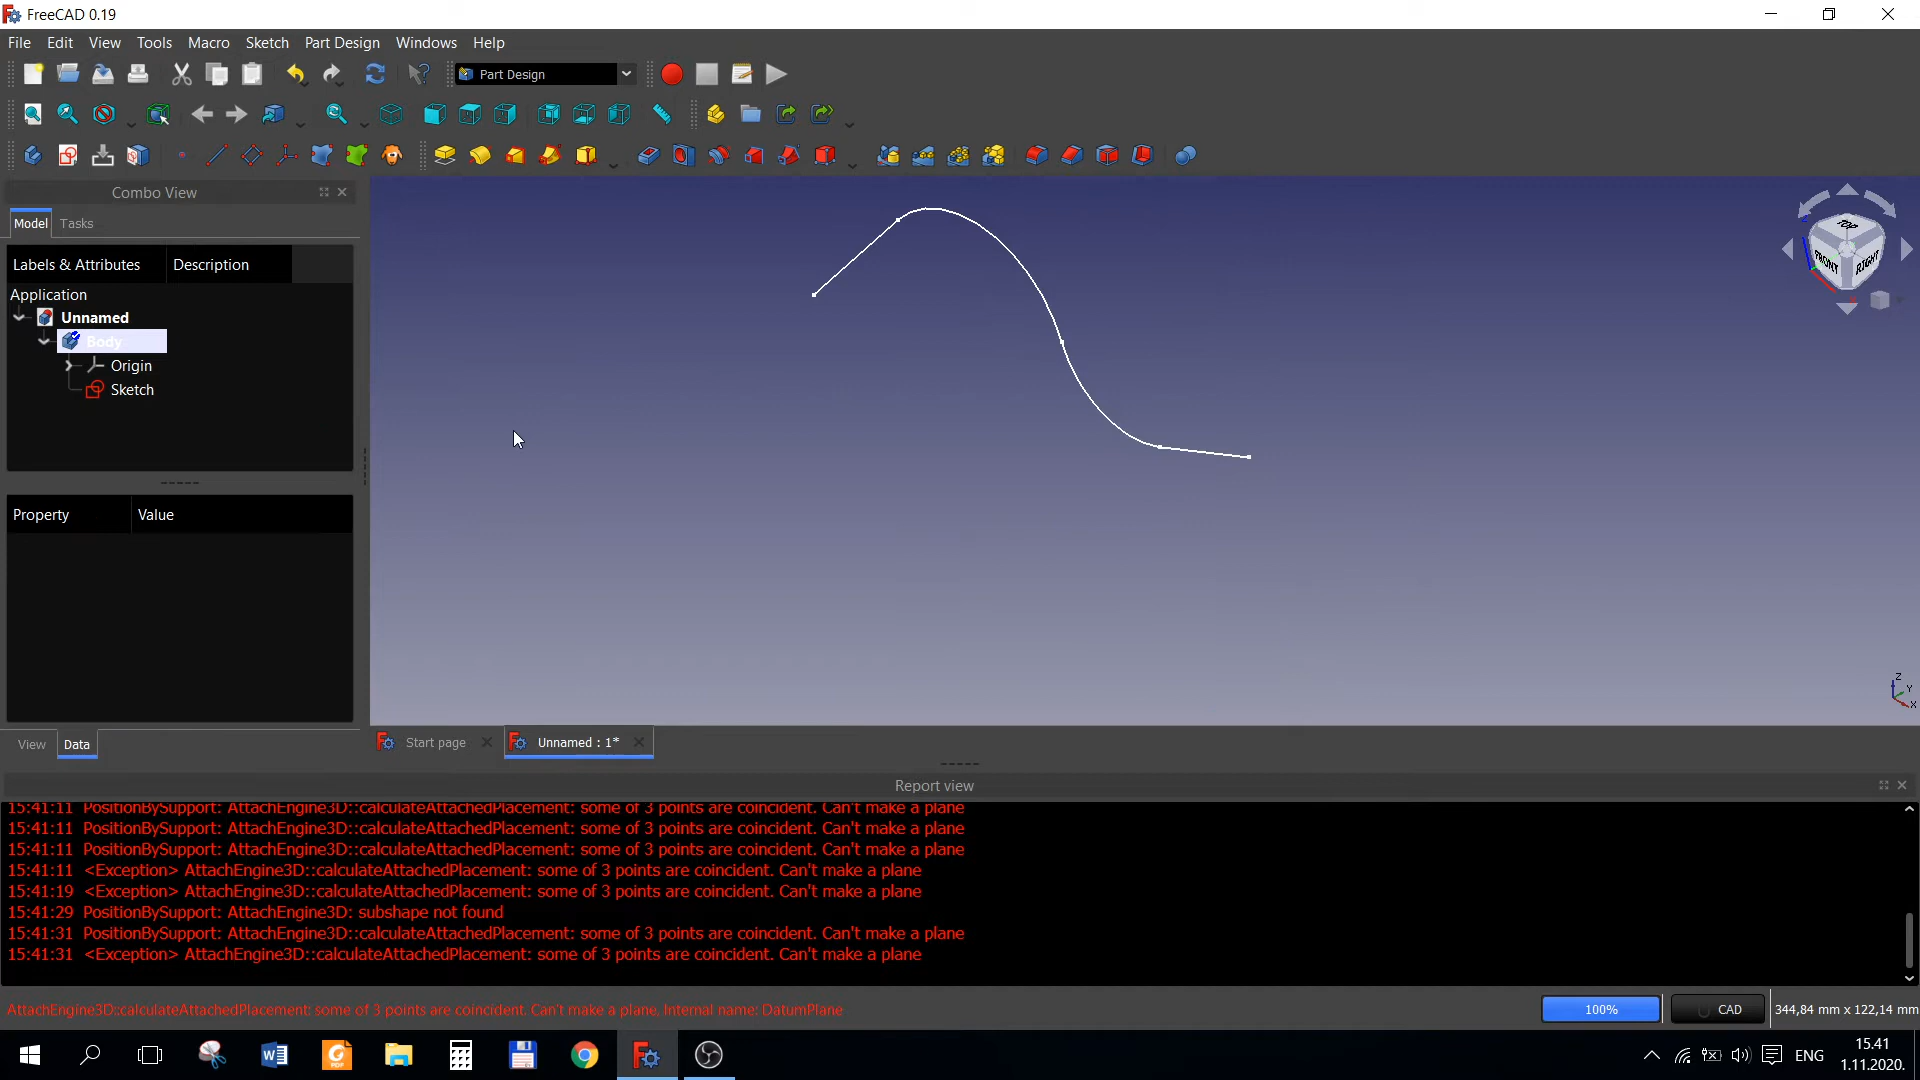 FreeCAD 0.19
File Edit View Tools Macro Sketch Part Design Windows Help
Part Design
Combo View
Model Tasks
Labels & Attributes Description
Application
Unnamed
Body
Origin
Sketch
Property Value
View Data
TOP
FRONT
RIGHT
Z
Y
X
Start page
Unnamed : 1*
Report view
15:41:11 PositionBySupport: AttachEngine3D::calculateAttachedPlacement: some of 3 points are coincident. Can't make a plane
15:41:11 PositionBySupport: AttachEngine3D::calculateAttachedPlacement: some of 3 points are coincident. Can't make a plane
15:41:11 PositionBySupport: AttachEngine3D::calculateAttachedPlacement: some of 3 points are coincident. Can't make a plane
15:41:11 <Exception> AttachEngine3D::calculateAttachedPlacement: some of 3 points are coincident. Can't make a plane
15:41:19 <Exception> AttachEngine3D::calculateAttachedPlacement: some of 3 points are coincident. Can't make a plane
15:41:29 PositionBySupport: AttachEngine3D: subshape not found
15:41:31 PositionBySupport: AttachEngine3D::calculateAttachedPlacement: some of 3 points are coincident. Can't make a plane
15:41:31 <Exception> AttachEngine3D::calculateAttachedPlacement: some of 3 points are coincident. Can't make a plane
AttachEngine3D::calculateAttachedPlacement: some of 3 points are coincident. Can't make a plane. Internal name: DatumPlane
100%
CAD
344,84 mm x 122,14 mm
ENG
15.41
1.11.2020.